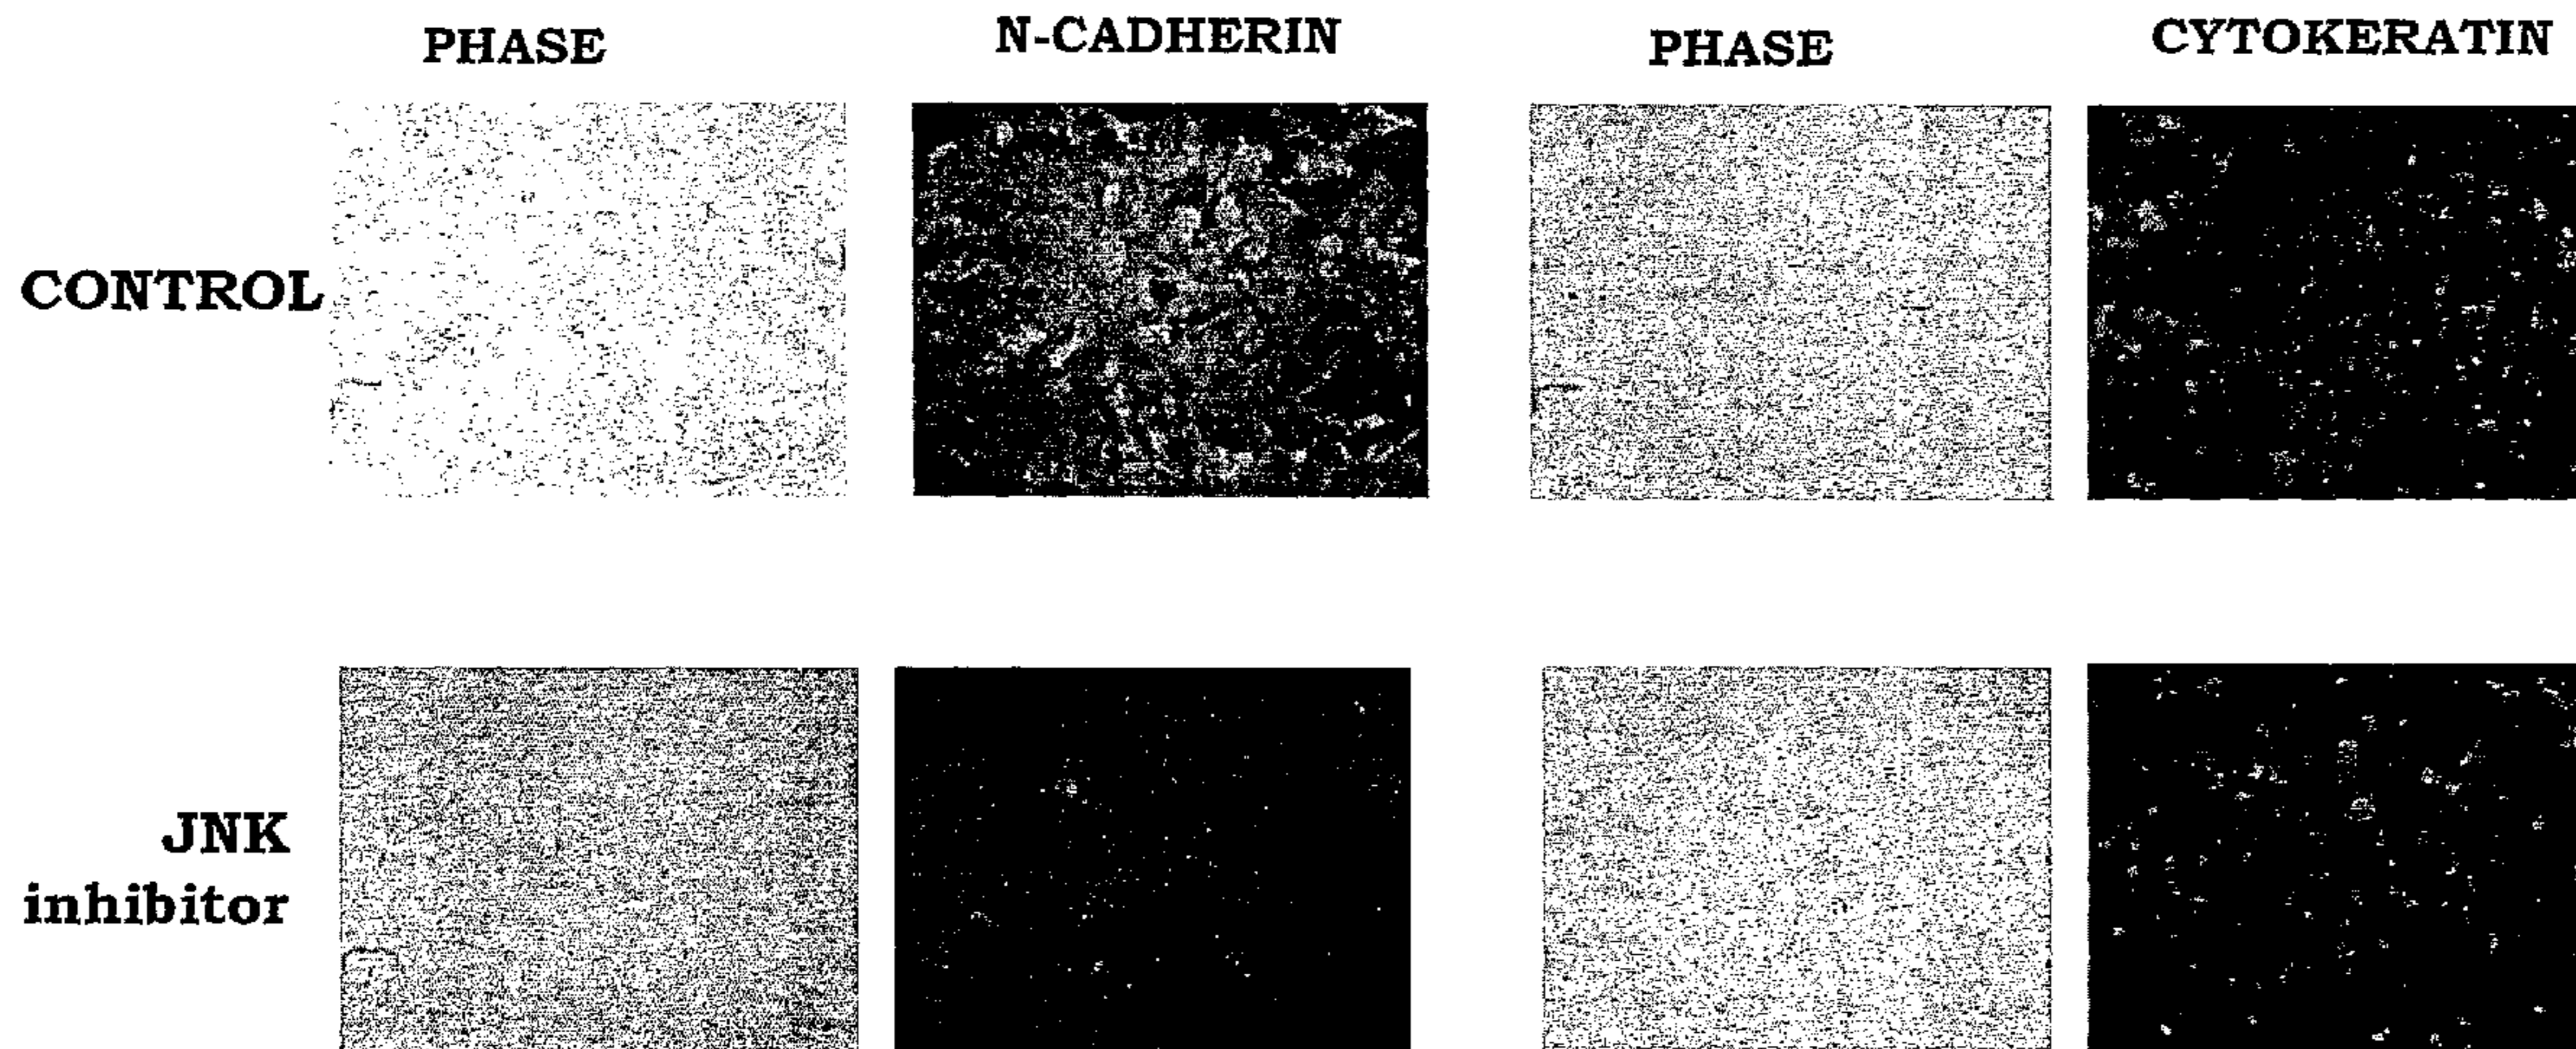 PHASE
N-CADHERIN
PHASE
CYTOKERATIN
CONTROL
JNK
inhibitor